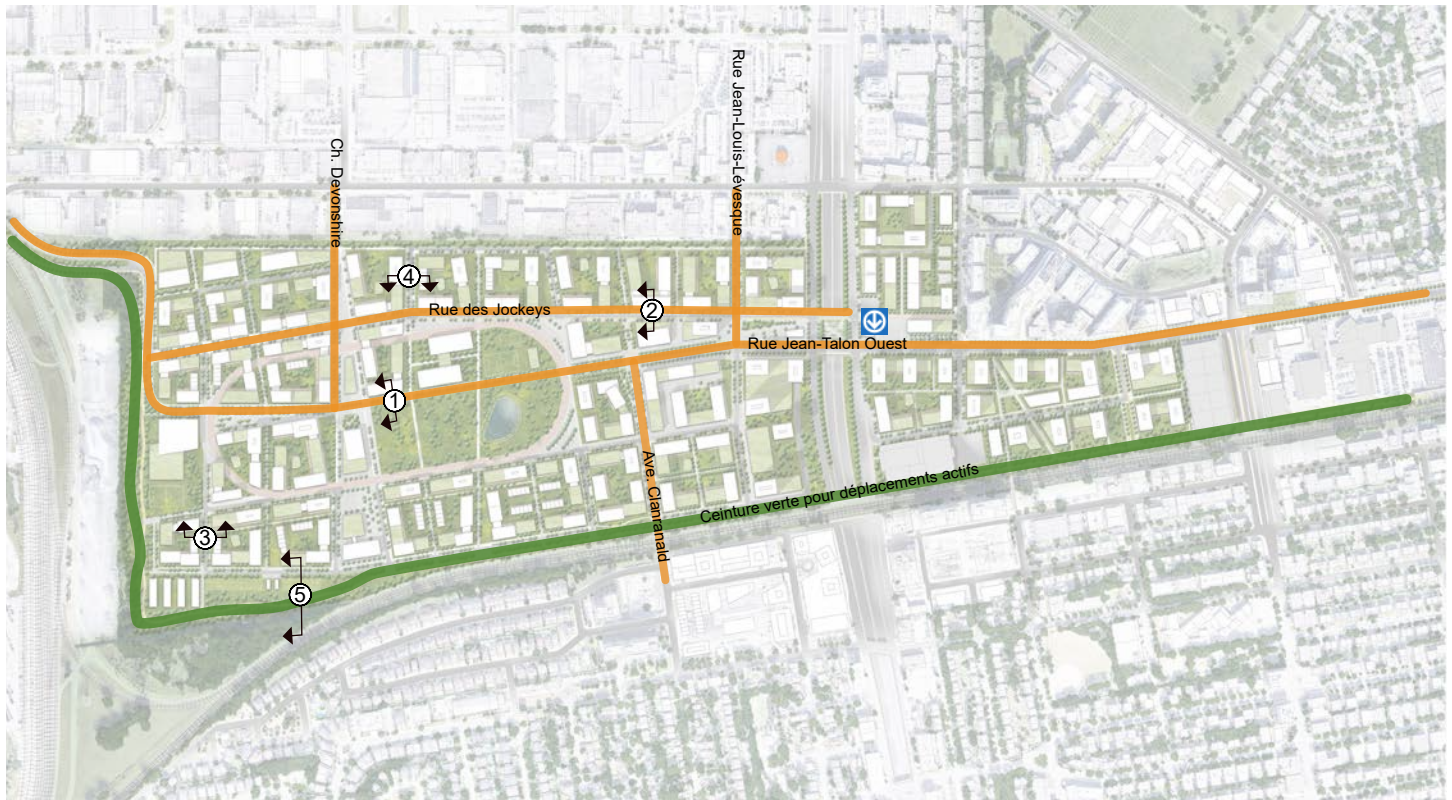 Rue Jean-Louis-Lévesque
Ch. Devonshire
4
Rue des Jockeys
2
Rue Jean-Talon Ouest
1
Ave. Clanranald
Ceinture verte pour déplacements actifs
3
5